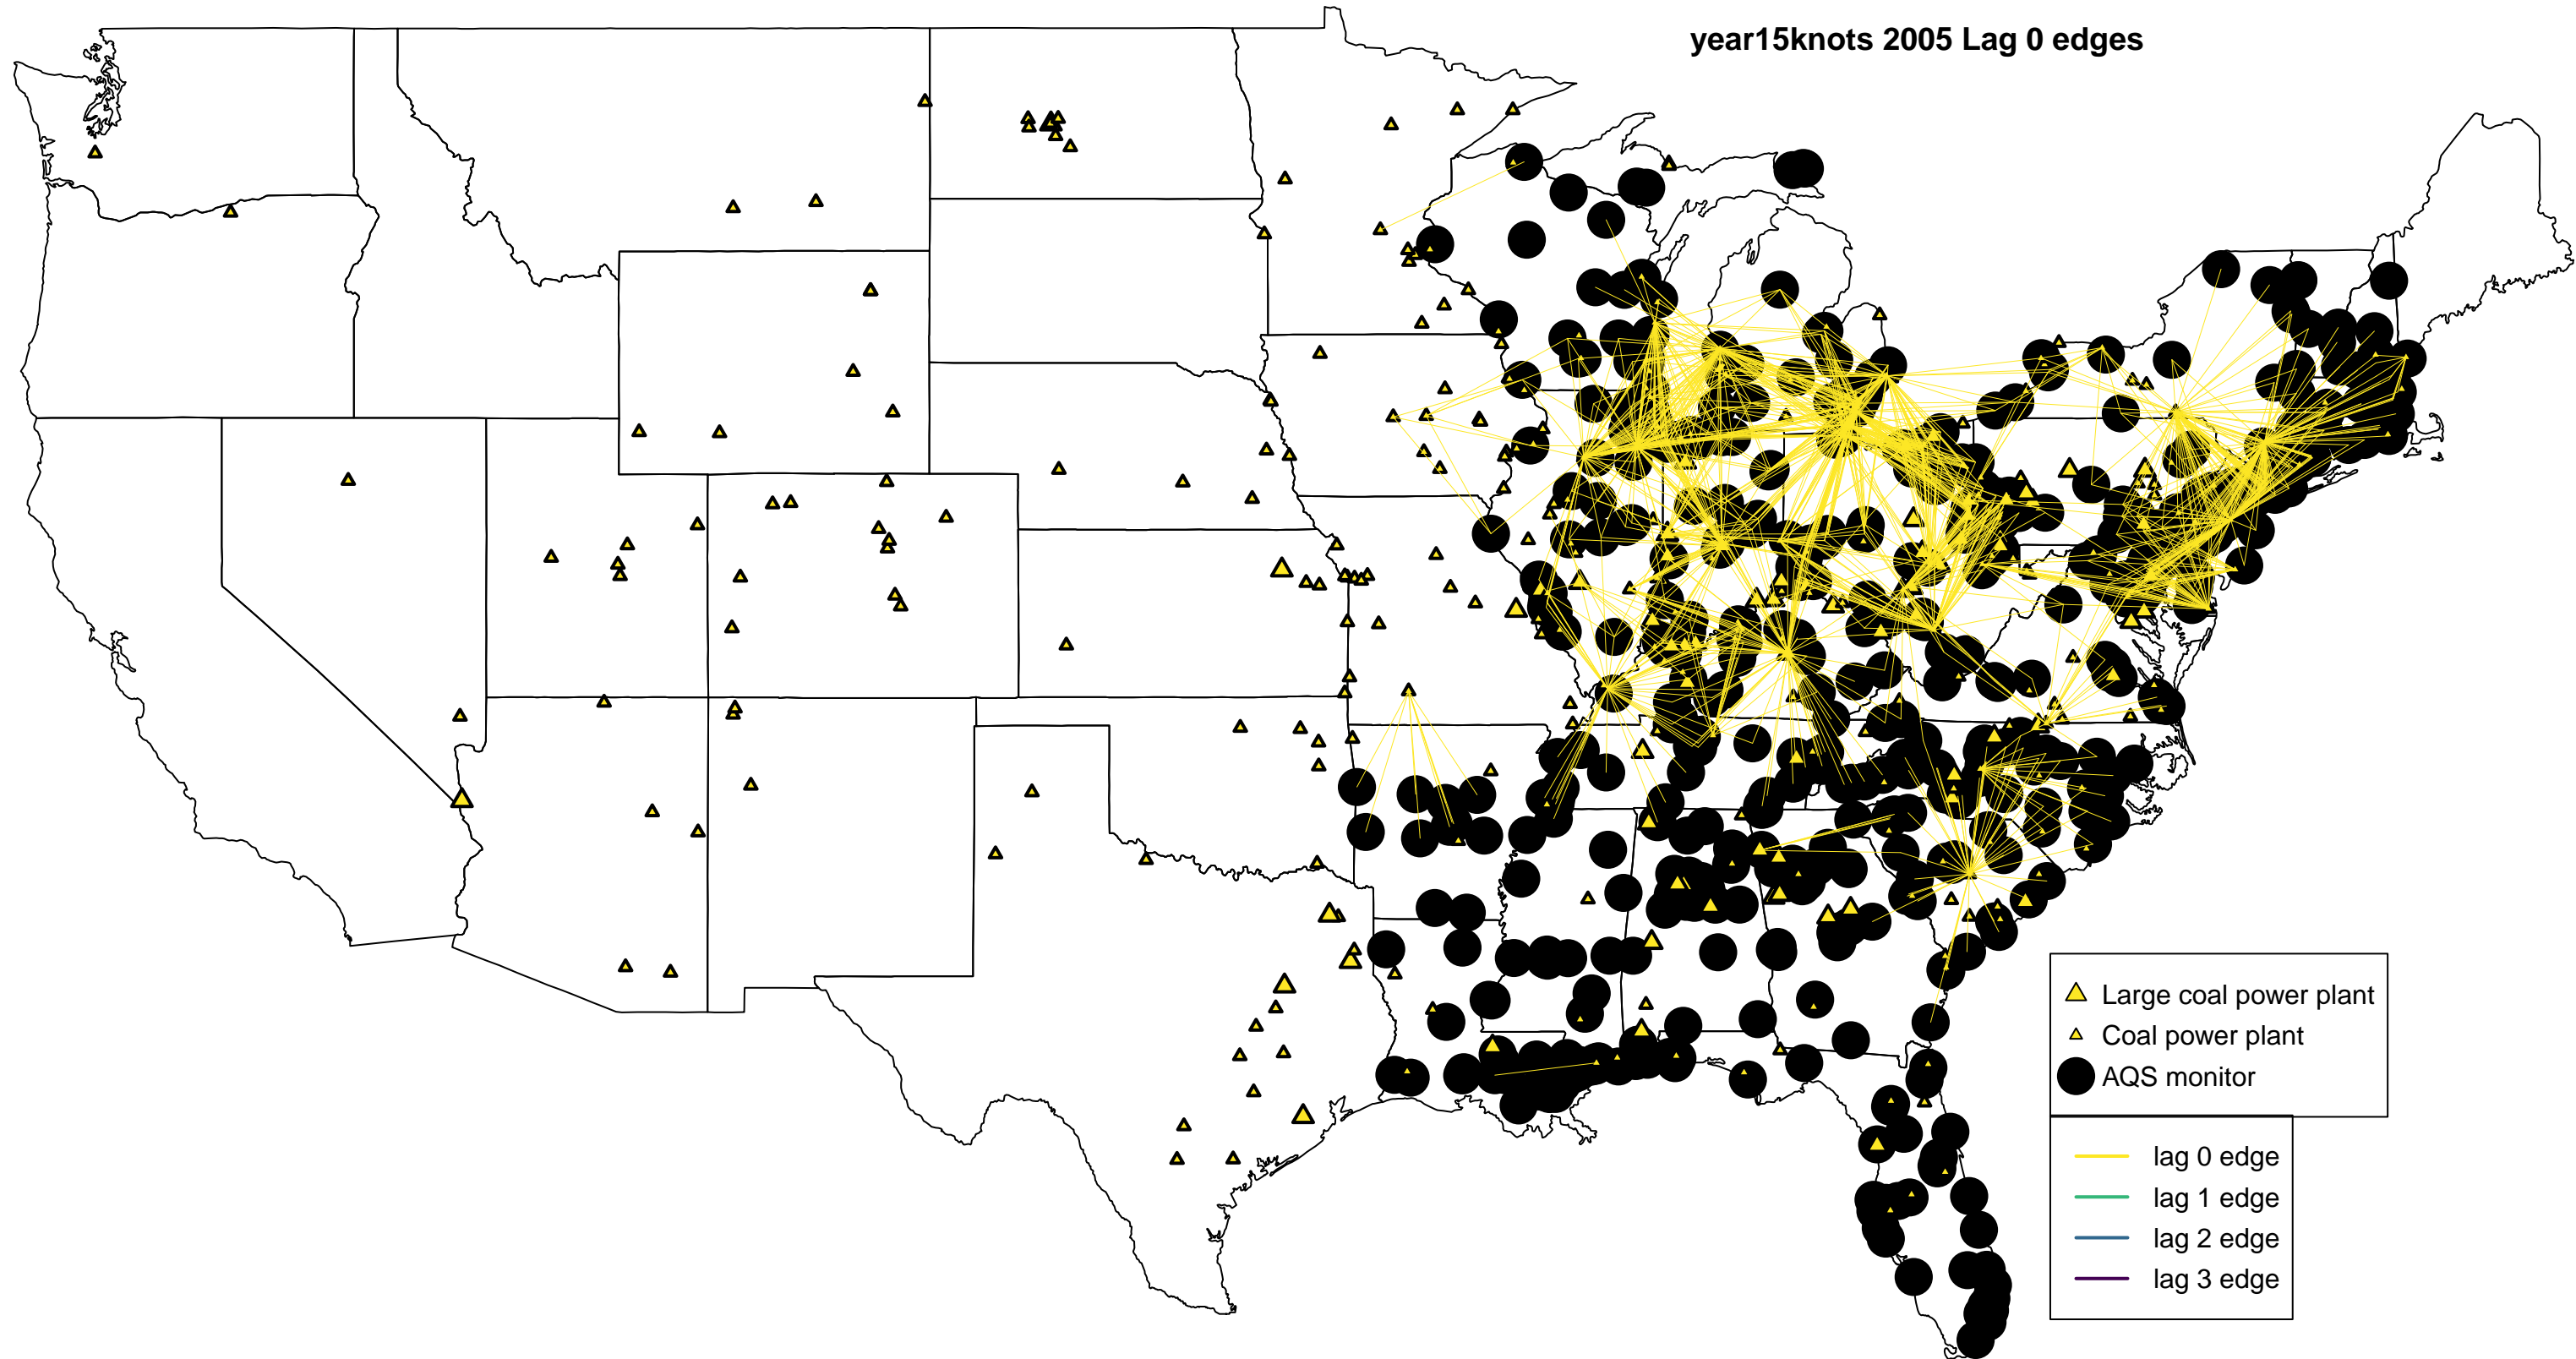 year15knots 2005 Lag 0 edges
Large coal power plant
Coal power plant
AQS monitor
lag 0 edge
lag 1 edge
lag 2 edge
lag 3 edge